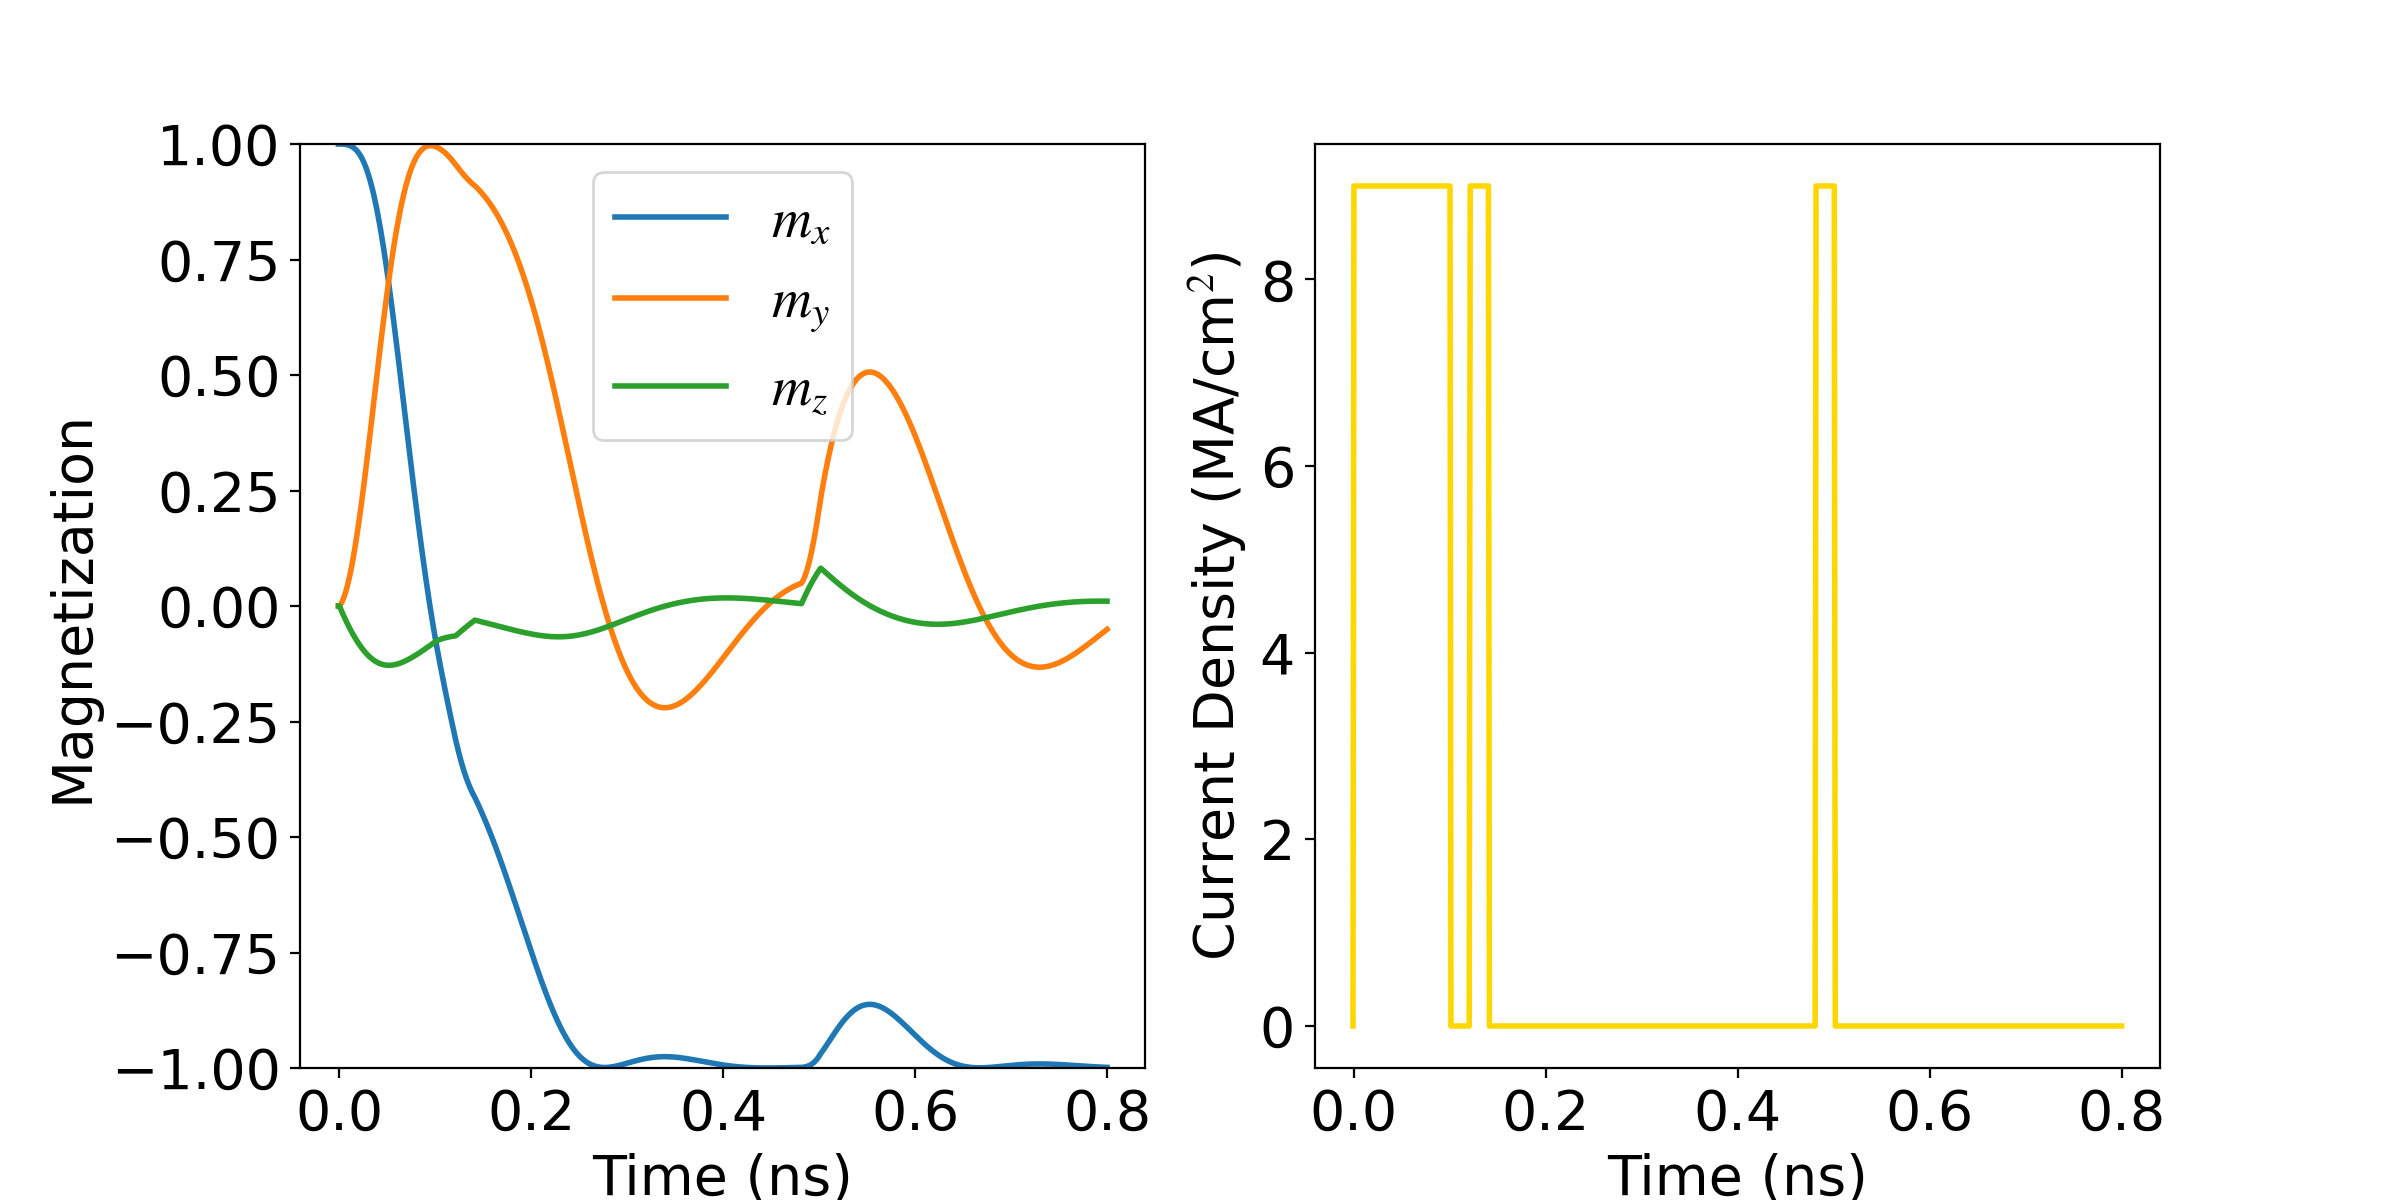 Magnetization
1.00
0.75
0.50
0.25
0.00
−0.25
−0.50
−0.75
−1.00
0.0 0.2 0.4 0.6 0.8
Time (ns)
m_x
m_y
m_z
Current Density (MA/cm²)
8
6
4
2
0
0.0 0.2 0.4 0.6 0.8
Time (ns)